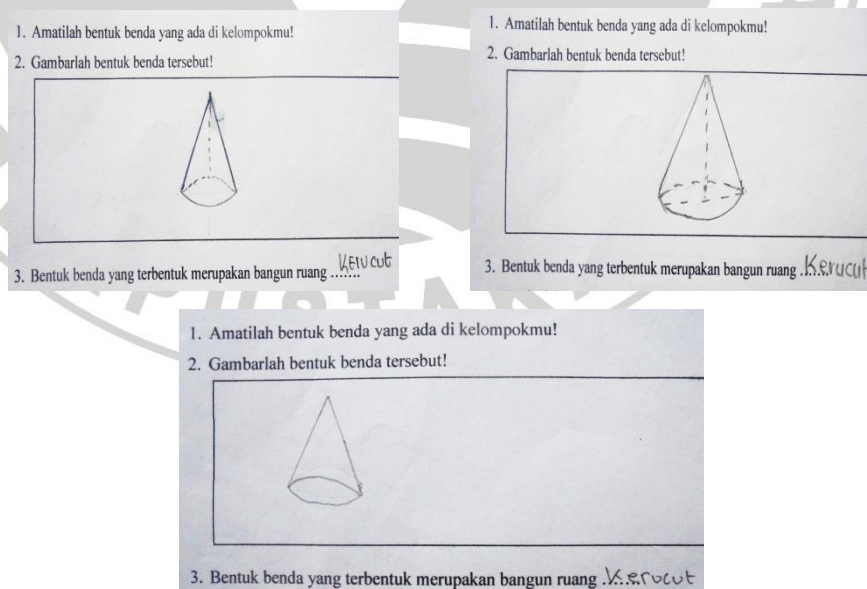 1. Amatilah bentuk benda yang ada di kelompokmu!
2. Gambarlah bentuk benda tersebut!
3. Bentuk benda yang terbentuk merupakan bangun ruang ....... Kerucut
1. Amatilah bentuk benda yang ada di kelompokmu!
2. Gambarlah bentuk benda tersebut!
3. Bentuk benda yang terbentuk merupakan bangun ruang ....... Kerucut
1. Amatilah bentuk benda yang ada di kelompokmu!
2. Gambarlah bentuk benda tersebut!
3. Bentuk benda yang terbentuk merupakan bangun ruang ....... Kerucut